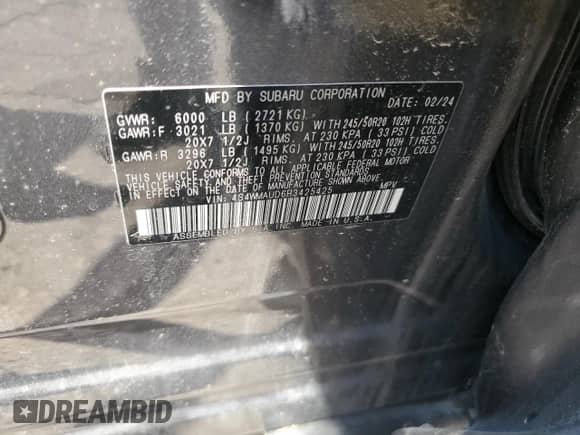 MFD BY SUBARU CORPORATION
DATE: 02/24
GVWR: 6000 LB ( 2721 KG)
GAWR:F 3021 LB ( 1370 KG) WITH 245/50R20 102H TIRES.
20X7 1/2J RIMS. AT 230 KPA ( 33 PSI) COLD
GAWR:R 3296 LB ( 1495 KG) WITH 245/50R20 102H TIRES.
20X7 1/2J RIMS. AT 230 KPA ( 33 PSI) COLD
THIS VEHICLE CONFORMS TO ALL APPLICABLE FEDERAL MOTOR
VEHICLE SAFETY AND THEFT PREVENTION STANDARDS IN EFFECT ON THE DATE OF
MANUFACTURE SHOWN ABOVE.
VIN: 4S4WMAUD6R3425425 MPV
ASSEMBLED BY INC. MADE IN U.S.A.
DREAMBID